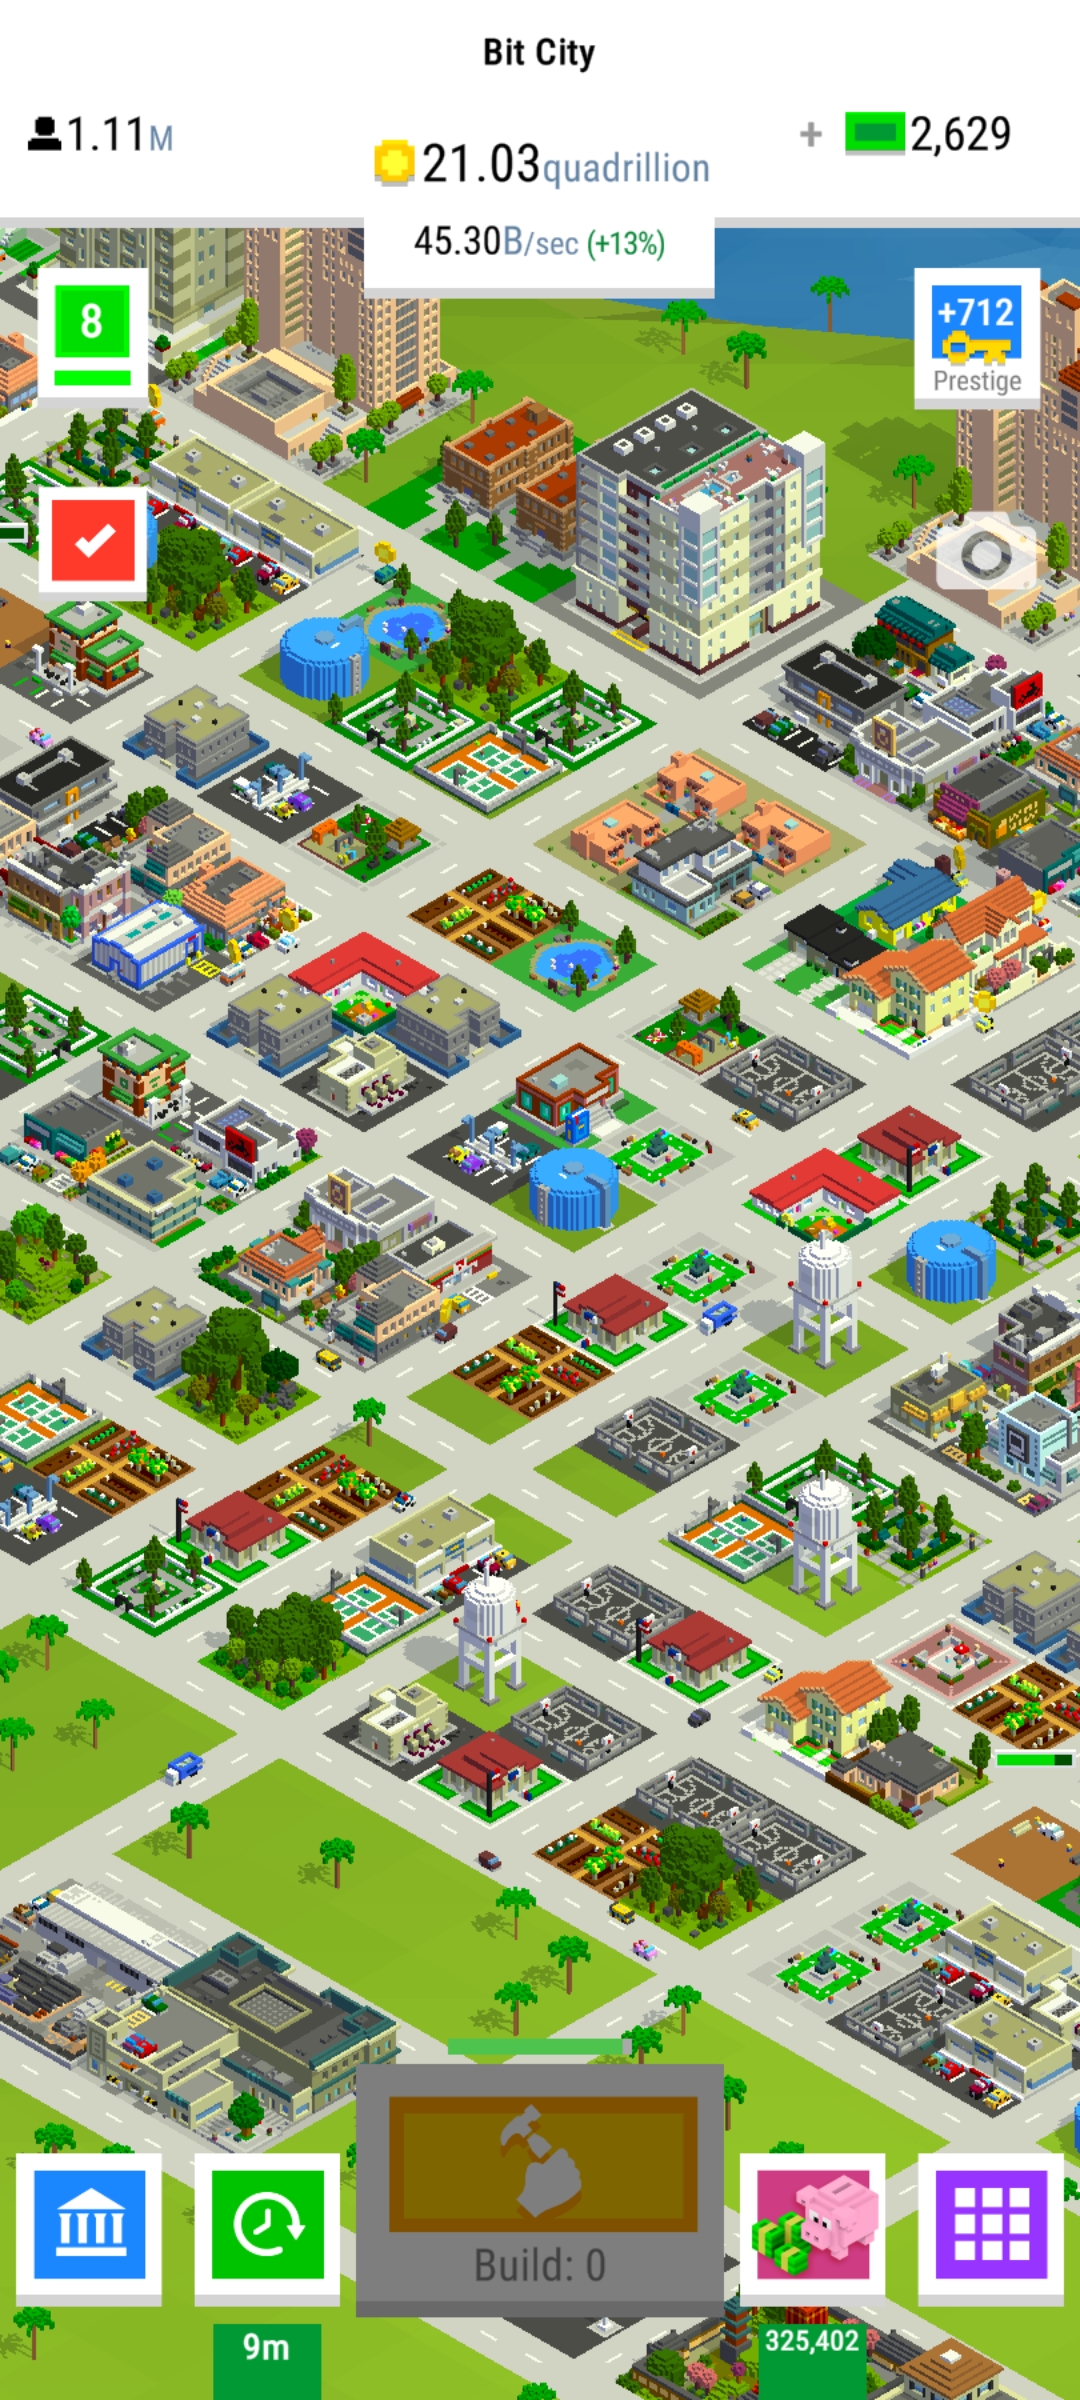 Bit City
1.11M
21.03quadrillion
+ 2,629
45.30B/sec (+13%)
8
+712
Prestige
Build: 0
9m
325,402